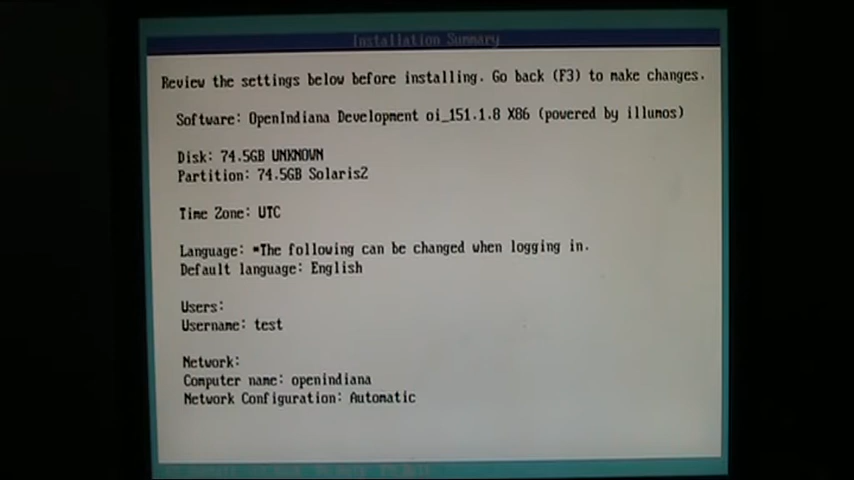 Installation Summary
Review the settings below before installing. Go back (F3) to make changes.
Software: OpenIndiana Development oi_151.1.8 X86 (powered by illumos)
Disk: 74.5GB UNKNOWN
Partition: 74.5GB Solaris2
Time Zone: UTC
Language: *The following can be changed when logging in.
Default language: English
Users:
Username: test
Network:
Computer name: openindiana
Network Configuration: Automatic